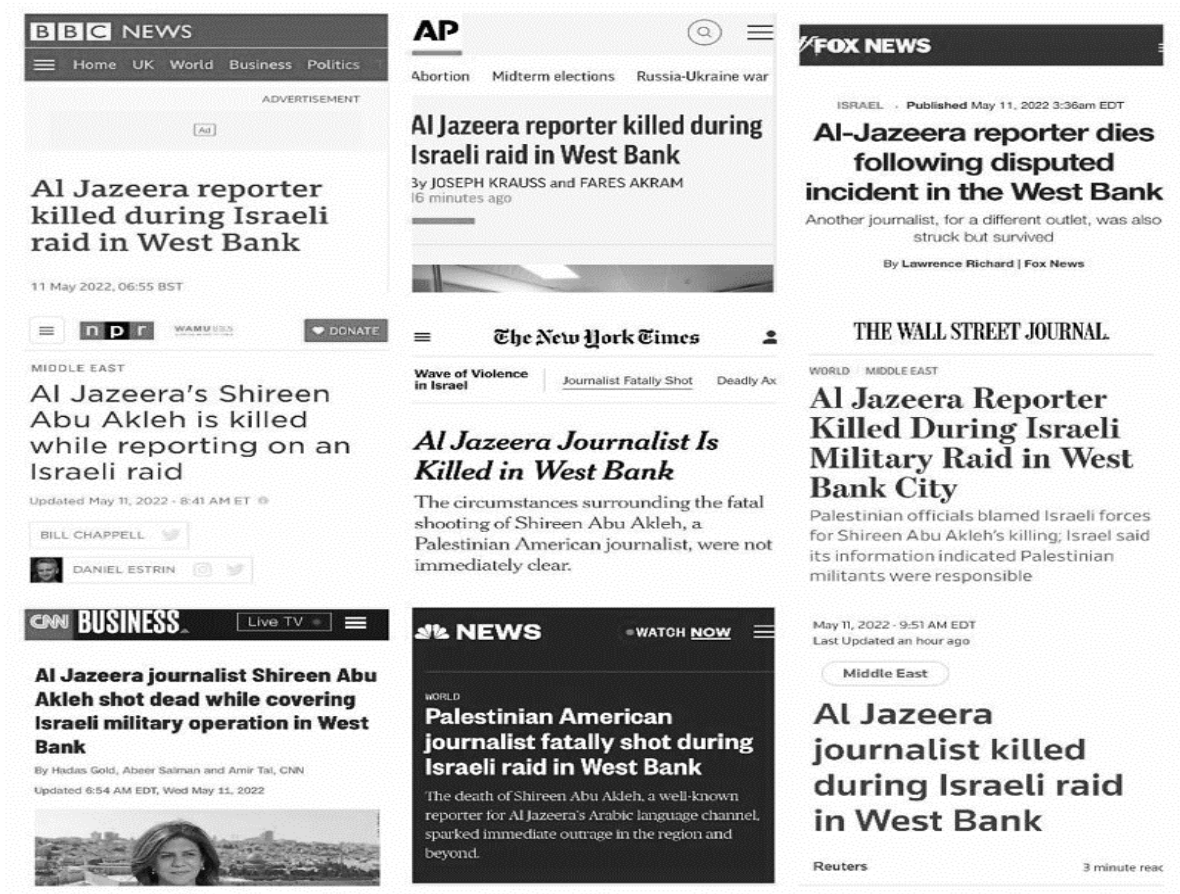 BBC NEWS
Home UK World Business Politics
ADVERTISEMENT
Ad
Al Jazeera reporter
killed during Israeli
raid in West Bank
11 May 2022, 06:55 BST
AP
Abortion Midterm elections Russia-Ukraine war
Al Jazeera reporter killed during
Israeli raid in West Bank
By JOSEPH KRAUSS and FARES AKRAM
16 minutes ago
FOX NEWS
ISRAEL · Published May 11, 2022 3:36am EDT
Al-Jazeera reporter dies
following disputed
incident in the West Bank
Another journalist, for a different outlet, was also
struck but survived
By Lawrence Richard | Fox News
npr WAMU DONATE
MIDDLE EAST
Al Jazeera's Shireen
Abu Akleh is killed
while reporting on an
Israeli raid
Updated May 11, 2022 · 8:41 AM ET
BILL CHAPPELL
DANIEL ESTRIN
The New York Times
Wave of Violence
in Israel
Journalist Fatally Shot Deadly Ax
Al Jazeera Journalist Is
Killed in West Bank
The circumstances surrounding the fatal
shooting of Shireen Abu Akleh, a
Palestinian American journalist, were not
immediately clear.
THE WALL STREET JOURNAL.
WORLD MIDDLE EAST
Al Jazeera Reporter
Killed During Israeli
Military Raid in West
Bank City
Palestinian officials blamed Israeli forces
for Shireen Abu Akleh's killing; Israel said
its information indicated Palestinian
militants were responsible
CNN BUSINESS Live TV
Al Jazeera journalist Shireen Abu
Akleh shot dead while covering
Israeli military operation in West
Bank
By Hadas Gold, Abeer Salman and Amir Tal, CNN
Updated 6:54 AM EDT, Wed May 11, 2022
NEWS WATCH NOW
WORLD
Palestinian American
journalist fatally shot during
Israeli raid in West Bank
The death of Shireen Abu Akleh, a well-known
reporter for Al Jazeera's Arabic language channel,
sparked immediate outrage in the region and
beyond.
May 11, 2022 · 9:51 AM EDT
Last Updated an hour ago
Middle East
Al Jazeera
journalist killed
during Israeli raid
in West Bank
Reuters 3 minute read